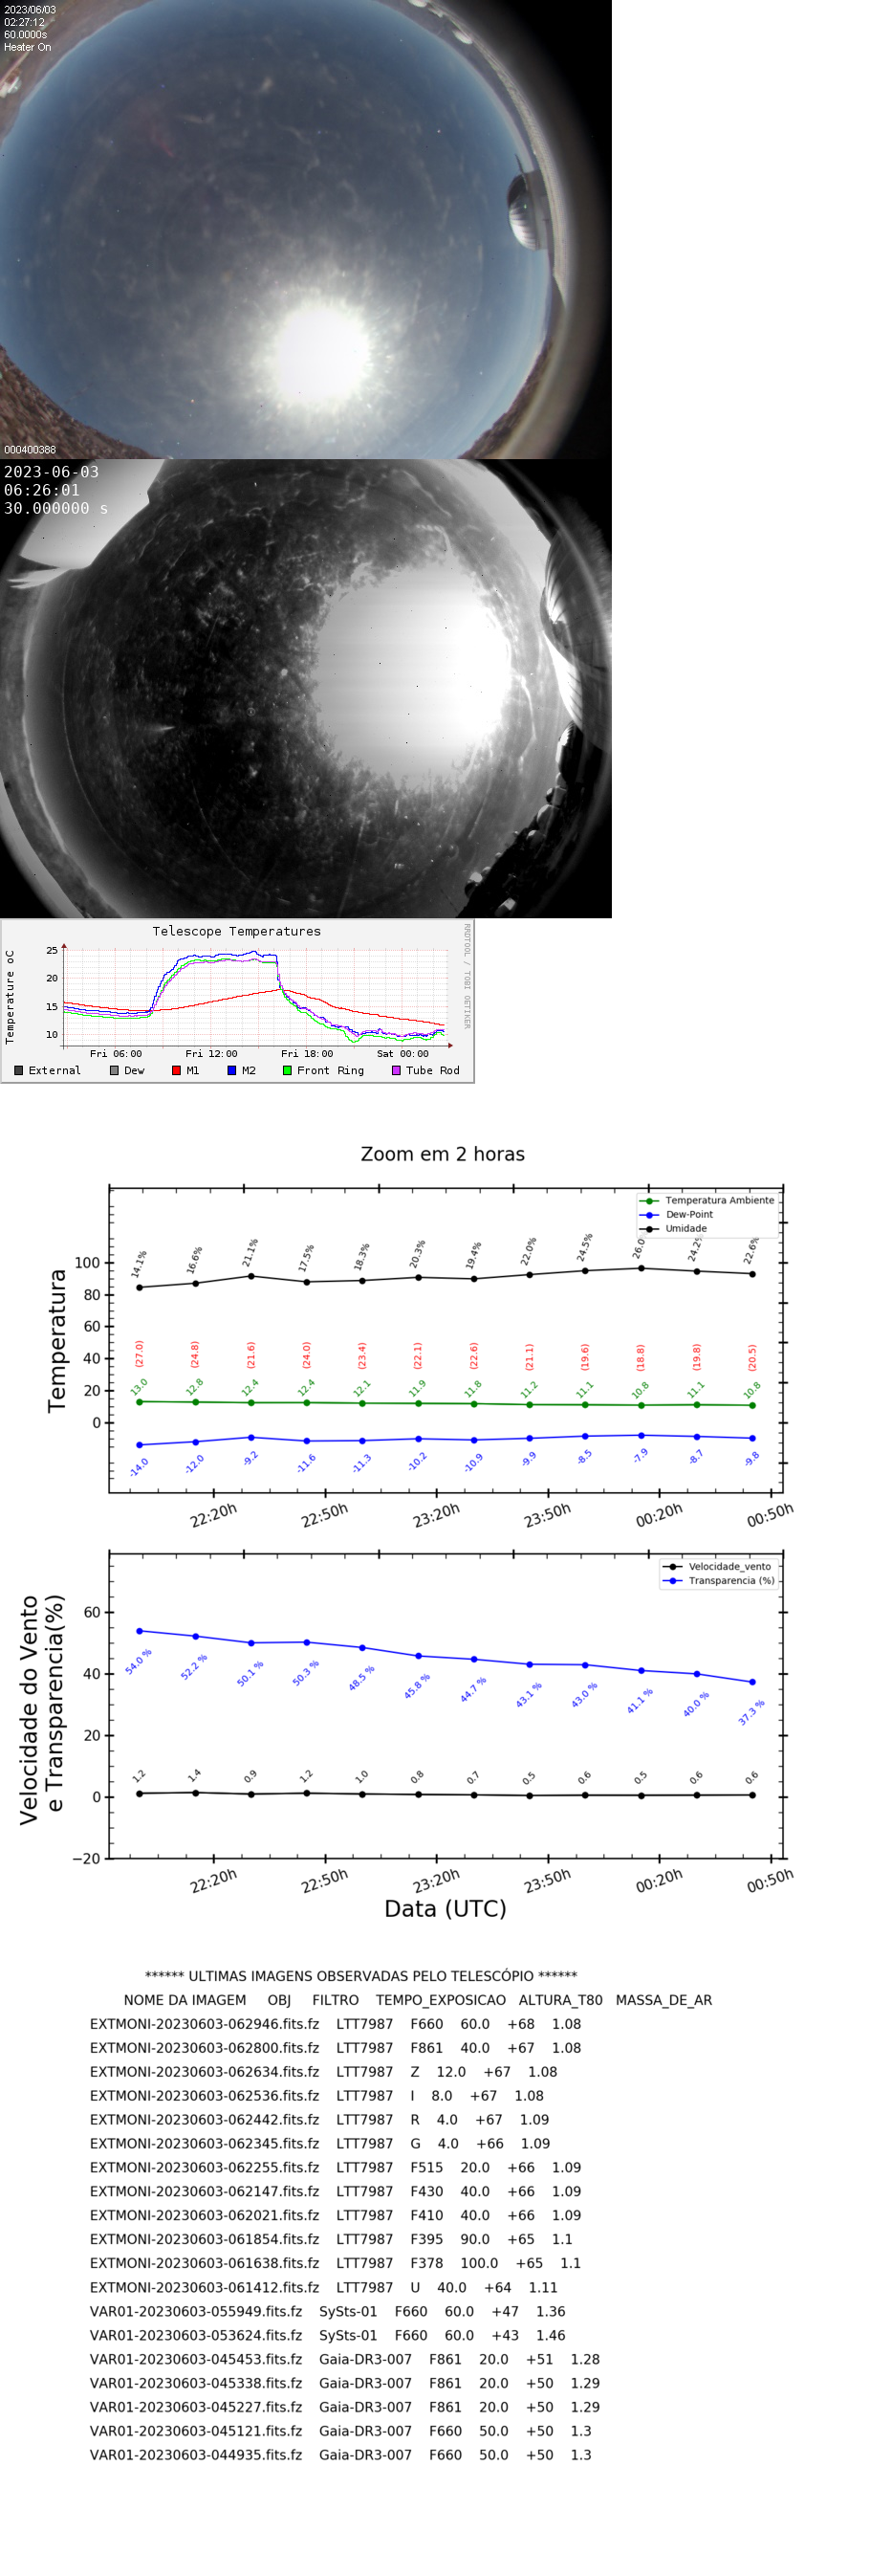 2023/06/03
02:27:12
60.0000s
Heater On
000400388
2023-06-03
06:26:01
30.000000 s
Telescope Temperatures
RRDTOOL / TOBI OETIKER
Temperature oC
25
20
15
10
Fri 06:00 Fri 12:00 Fri 18:00 Sat 00:00
External Dew M1 M2 Front Ring Tube Rod
Zoom em 2 horas
Temperatura Ambiente
Dew-Point
Umidade
Temperatura
100
80
60
40
20
0
14.1% 16.6% 21.1% 17.5% 18.3% 20.3% 19.4% 22.0% 24.5% 26.0 24.2% 22.6%
(27.0) (24.8) (21.6) (24.0) (23.4) (22.1) (22.6) (21.1) (19.6) (18.8) (19.8) (20.5)
13.0 12.8 12.4 12.4 12.1 11.9 11.8 11.2 11.1 10.8 11.1 10.8
-14.0 -12.0 -9.2 -11.6 -11.3 -10.2 -10.9 -9.9 -8.5 -7.9 -8.7 -9.8
22:20h 22:50h 23:20h 23:50h 00:20h 00:50h
Velocidade_vento
Transparencia (%)
Velocidade do Vento
e Transparencia(%)
60
40
20
0
−20
54.0 % 52.2 % 50.1 % 50.3 % 48.5 % 45.8 % 44.7 % 43.1 % 43.0 % 41.1 % 40.0 % 37.3 %
1.2 1.4 0.9 1.2 1.0 0.8 0.7 0.5 0.6 0.5 0.6 0.6
22:20h 22:50h 23:20h 23:50h 00:20h 00:50h
Data (UTC)
****** ULTIMAS IMAGENS OBSERVADAS PELO TELESCÓPIO ******
NOME DA IMAGEM OBJ FILTRO TEMPO_EXPOSICAO ALTURA_T80 MASSA_DE_AR
EXTMONI-20230603-062946.fits.fz LTT7987 F660 60.0 +68 1.08
EXTMONI-20230603-062800.fits.fz LTT7987 F861 40.0 +67 1.08
EXTMONI-20230603-062634.fits.fz LTT7987 Z 12.0 +67 1.08
EXTMONI-20230603-062536.fits.fz LTT7987 I 8.0 +67 1.08
EXTMONI-20230603-062442.fits.fz LTT7987 R 4.0 +67 1.09
EXTMONI-20230603-062345.fits.fz LTT7987 G 4.0 +66 1.09
EXTMONI-20230603-062255.fits.fz LTT7987 F515 20.0 +66 1.09
EXTMONI-20230603-062147.fits.fz LTT7987 F430 40.0 +66 1.09
EXTMONI-20230603-062021.fits.fz LTT7987 F410 40.0 +66 1.09
EXTMONI-20230603-061854.fits.fz LTT7987 F395 90.0 +65 1.1
EXTMONI-20230603-061638.fits.fz LTT7987 F378 100.0 +65 1.1
EXTMONI-20230603-061412.fits.fz LTT7987 U 40.0 +64 1.11
VAR01-20230603-055949.fits.fz SySts-01 F660 60.0 +47 1.36
VAR01-20230603-053624.fits.fz SySts-01 F660 60.0 +43 1.46
VAR01-20230603-045453.fits.fz Gaia-DR3-007 F861 20.0 +51 1.28
VAR01-20230603-045338.fits.fz Gaia-DR3-007 F861 20.0 +50 1.29
VAR01-20230603-045227.fits.fz Gaia-DR3-007 F861 20.0 +50 1.29
VAR01-20230603-045121.fits.fz Gaia-DR3-007 F660 50.0 +50 1.3
VAR01-20230603-044935.fits.fz Gaia-DR3-007 F660 50.0 +50 1.3